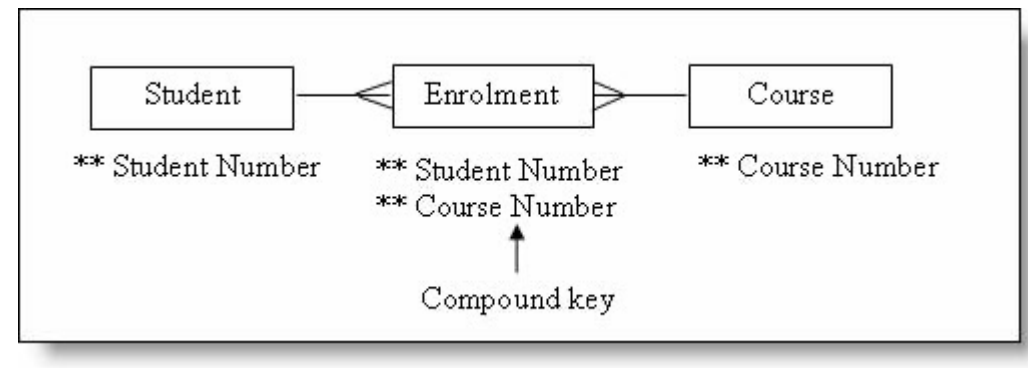 Student
Enrolment
Course
** Student Number
** Student Number
** Course Number
** Course Number
Compound key